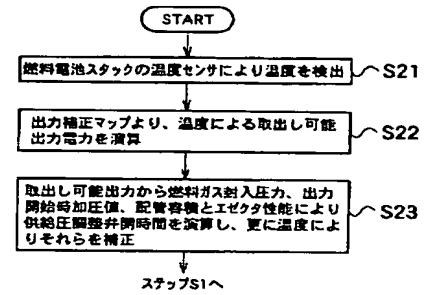 START
燃料電池スタックの温度センサにより温度を検出
S21
出力補正マップより、温度による取出し可能
出力電力を演算
S22
取出し可能出力から燃料ガス封入圧力、出力
開始時加圧値、配管容積とエゼクタ性能により
供給圧調整弁開時間を演算し、更に温度によ
りそれらを補正
S23
ステップS1へ